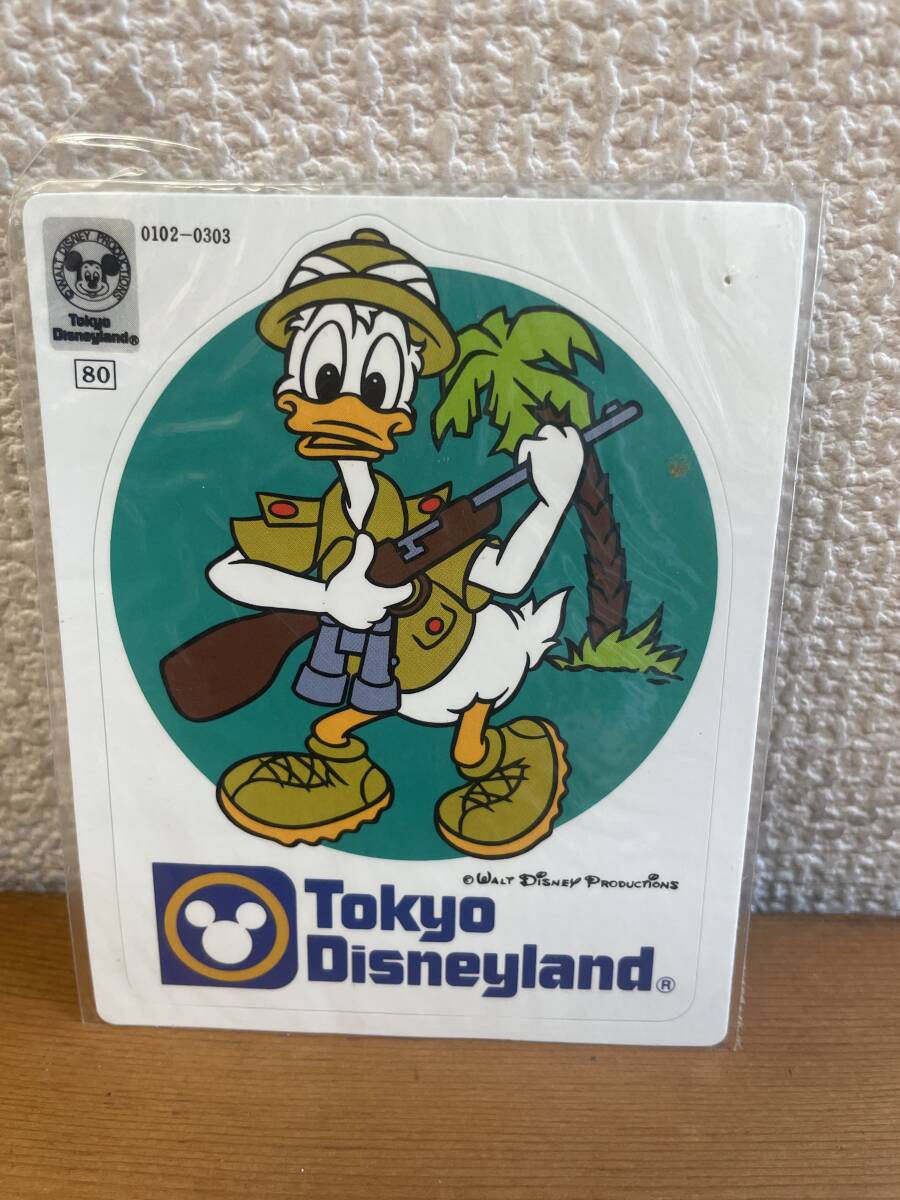 ©WALT DISNEY PRODUCTIONS
Tokyo
Disneyland®
0102-0303
80
©WALT DISNEY PRODUCTIONS
Tokyo
Disneyland®